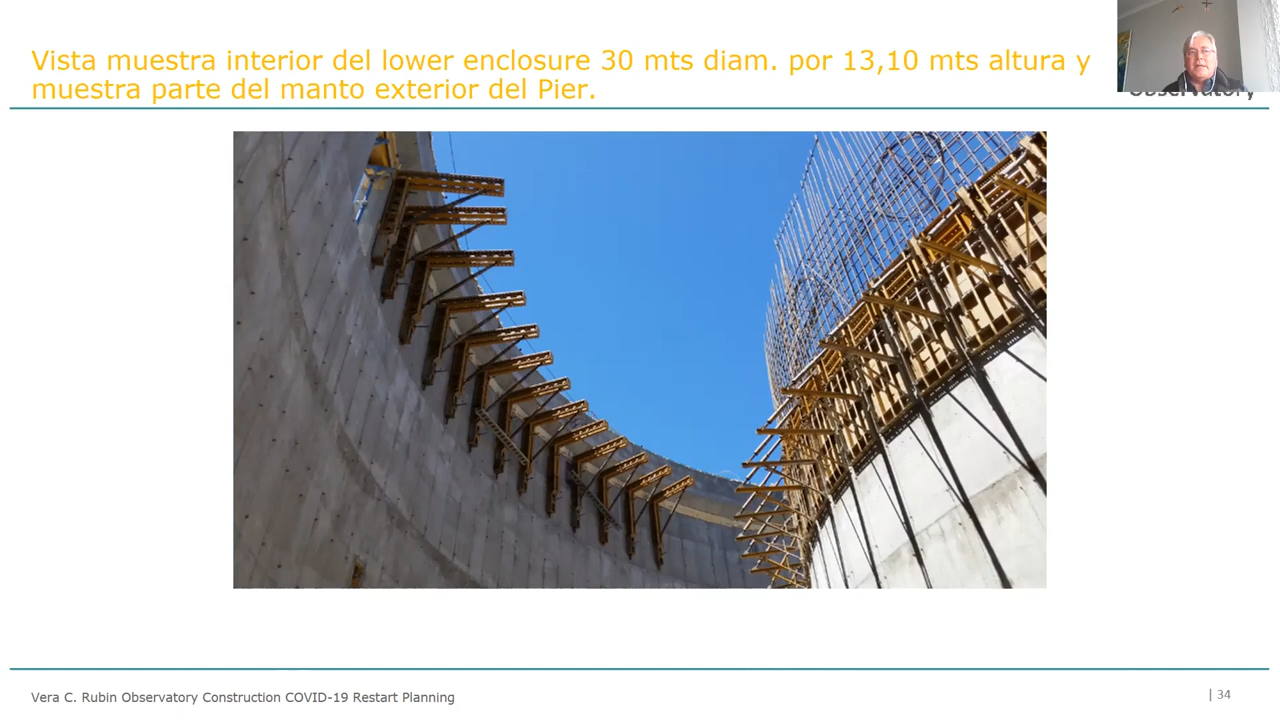 Vista muestra interior del lower enclosure 30 mts diam. por 13,10 mts altura y
muestra parte del manto exterior del Pier.
Observatory
Vera C. Rubin Observatory Construction COVID-19 Restart Planning
| 34